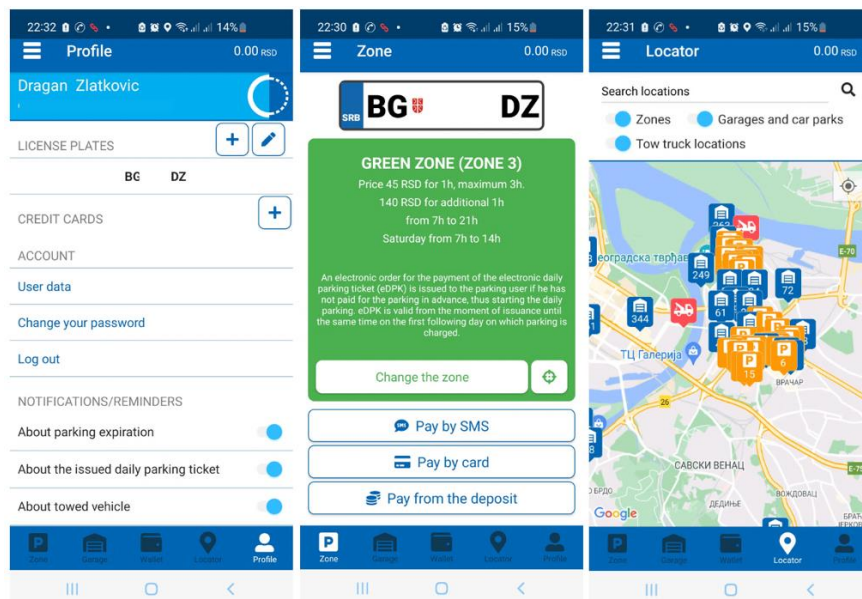 22:32
14%
Profile
0.00 RSD
Dragan Zlatkovic
LICENSE PLATES
BG DZ
CREDIT CARDS
ACCOUNT
User data
Change your password
Log out
NOTIFICATIONS/REMINDERS
About parking expiration
About the issued daily parking ticket
About towed vehicle
Zone
Garage
Wallet
Locator
Profile
22:30
15%
Zone
0.00 RSD
SRB
BG DZ
GREEN ZONE (ZONE 3)
Price 45 RSD for 1h, maximum 3h.
140 RSD for additional 1h
from 7h to 21h
Saturday from 7h to 14h
An electronic order for the payment of the electronic daily
parking ticket (eDPK) is issued to the parking user if he has
not paid for the parking in advance, thus starting the daily
parking. eDPK is valid from the moment of issuance until
the same time on the first following day on which parking is
charged.
Change the zone
Pay by SMS
Pay by card
Pay from the deposit
P
Zone
Garage
Wallet
Locator
Profile
22:31
15%
Locator
0.00 RSD
Search locations
Zones
Garages and car parks
Tow truck locations
E-70
еоградска тврђав
249
72
344
61
ТЦ Галерија
P
15
P
6
ВРАЧАР
26
САВСКИ ВЕНАЦ
E-75
ДЕДИЊЕ
ВОЖДОВАЦ
Google
P
Zone
Garage
Wallet
Locator
Profile